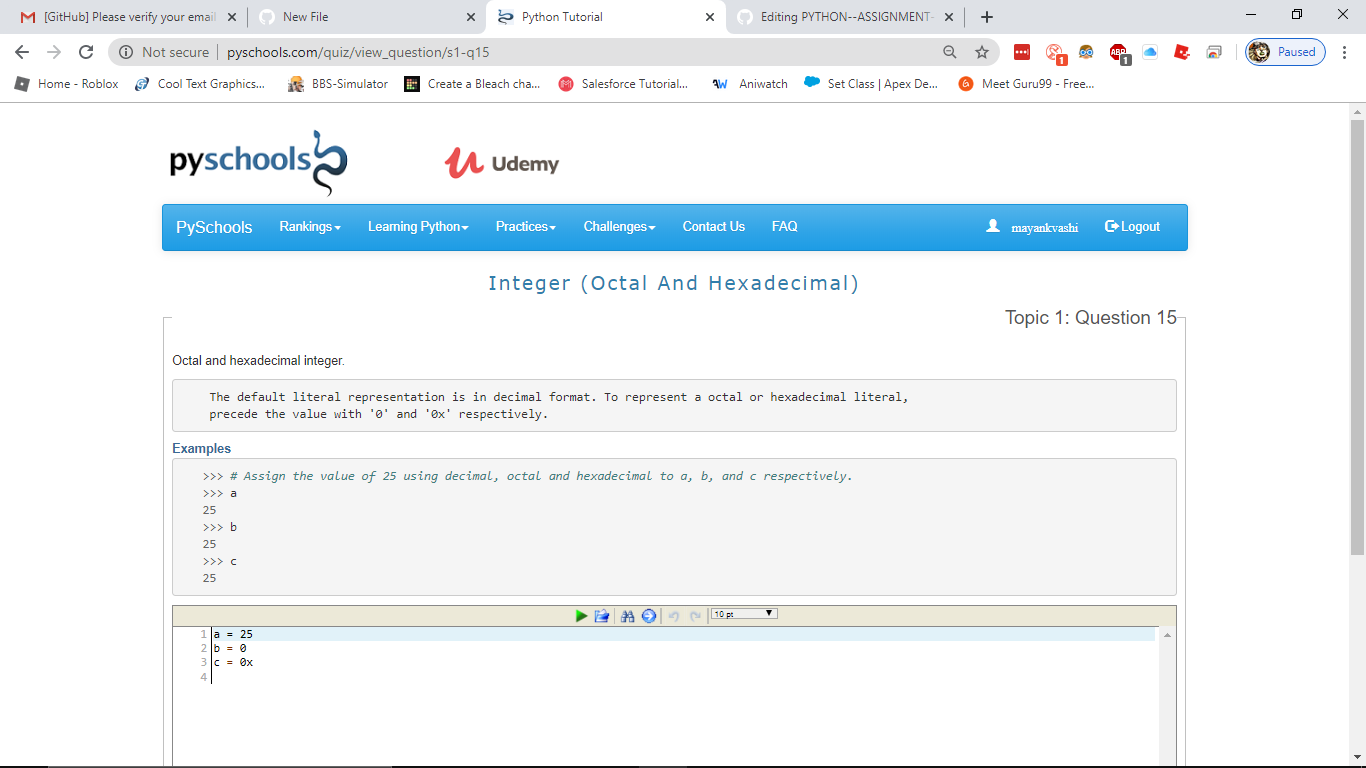 [GitHub] Please verify your email
New File
Python Tutorial
Editing PYTHON--ASSIGNMENT-
Not secure
pyschools.com/quiz/view_question/s1-q15
1
ABP
1
Paused
Home - Roblox
Cool Text Graphics...
BBS-Simulator
Create a Bleach cha...
Salesforce Tutorial...
Aniwatch
Set Class | Apex De...
Meet Guru99 - Free...
pyschools
Udemy
PySchools
Rankings
Learning Python
Practices
Challenges
Contact Us
FAQ
mayankvashi
Logout
Integer (Octal And Hexadecimal)
Topic 1: Question 15
Octal and hexadecimal integer.
The default literal representation is in decimal format. To represent a octal or hexadecimal literal,
precede the value with '0' and '0x' respectively.
Examples
>>> # Assign the value of 25 using decimal, octal and hexadecimal to a, b, and c respectively.
>>> a
25
>>> b
25
>>> c
25
10 pt
1 a = 25
2 b = 0
3 c = 0x
4